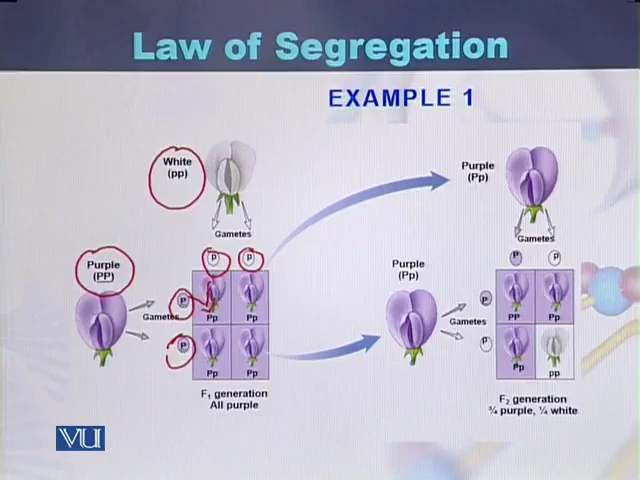 Law of Segregation
EXAMPLE 1
White
(pp)
Gametes
p p
Purple
(PP)
Gametes
P
P
Pp Pp
Pp Pp
F1 generation
All purple
Purple
(Pp)
Gametes
P p
Purple
(Pp)
Gametes
P
p
PP Pp
Pp pp
F2 generation
¾ purple, ¼ white
VU